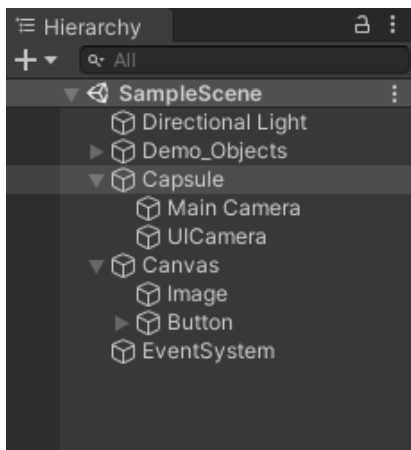 Hierarchy
All
SampleScene
Directional Light
Demo_Objects
Capsule
Main Camera
UICamera
Canvas
Image
Button
EventSystem